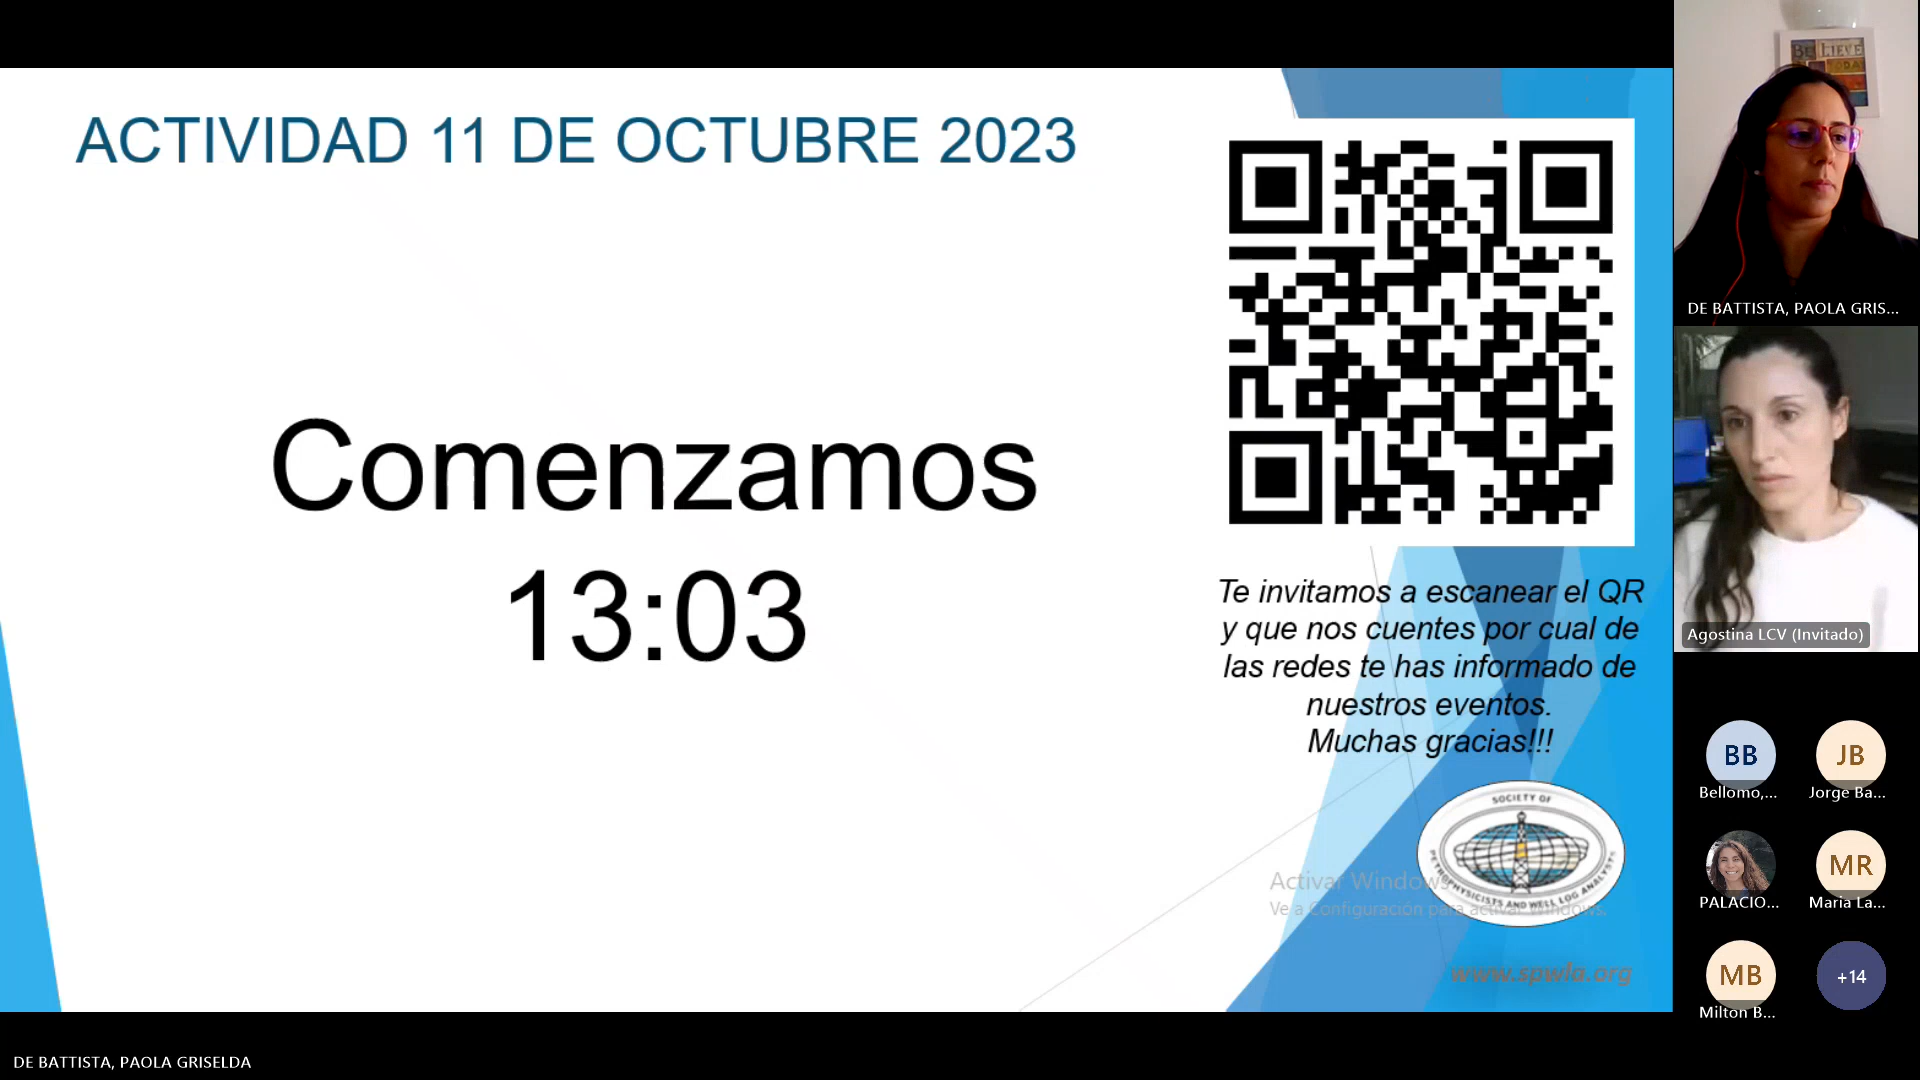 ACTIVIDAD 11 DE OCTUBRE 2023
Comenzamos
13:03
Te invitamos a escanear el QR
y que nos cuentes por cual de
las redes te has informado de
nuestros eventos.
Muchas gracias!!!
SOCIETY OF
PETROPHYSICISTS AND WELL LOG ANALYSTS
Activar Windows
Ve a Configuración para activar Windows.
www.spwla.org
BELIEVE
TODAY
DE BATTISTA, PAOLA GRIS...
Agostina LCV (Invitado)
BB
Bellomo,...
JB
Jorge Ba...
PALACIO...
MR
Maria La...
MB
Milton B...
+14
DE BATTISTA, PAOLA GRISELDA